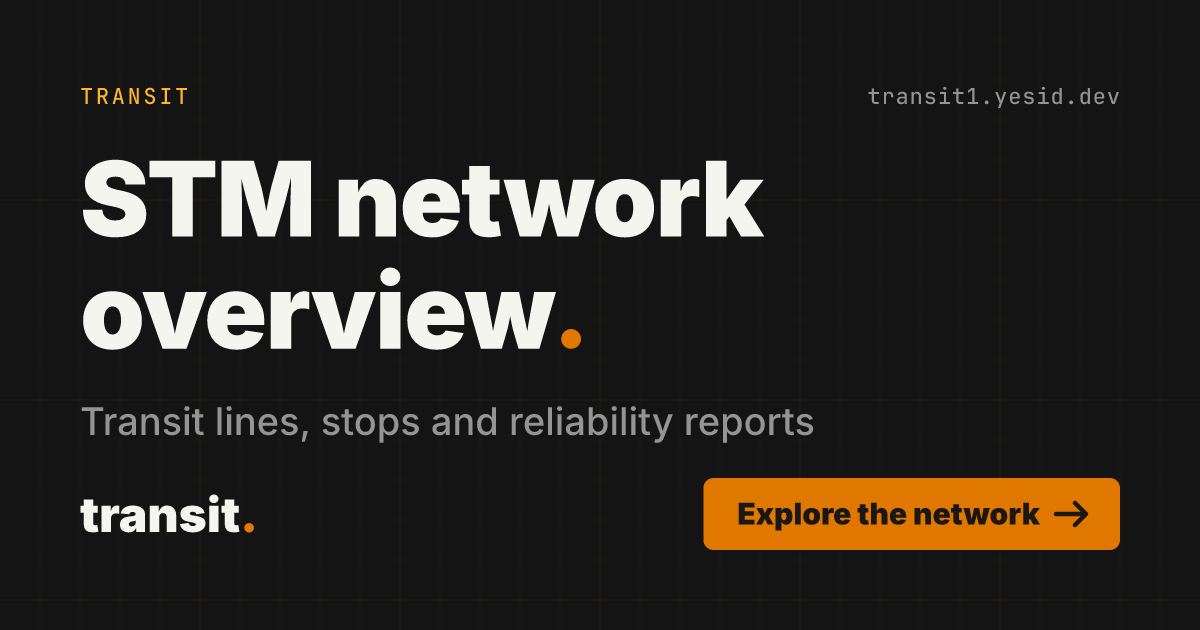 TRANSIT
transit1.yesid.dev
STM network
overview.
Transit lines, stops and reliability reports
transit.
Explore the network →